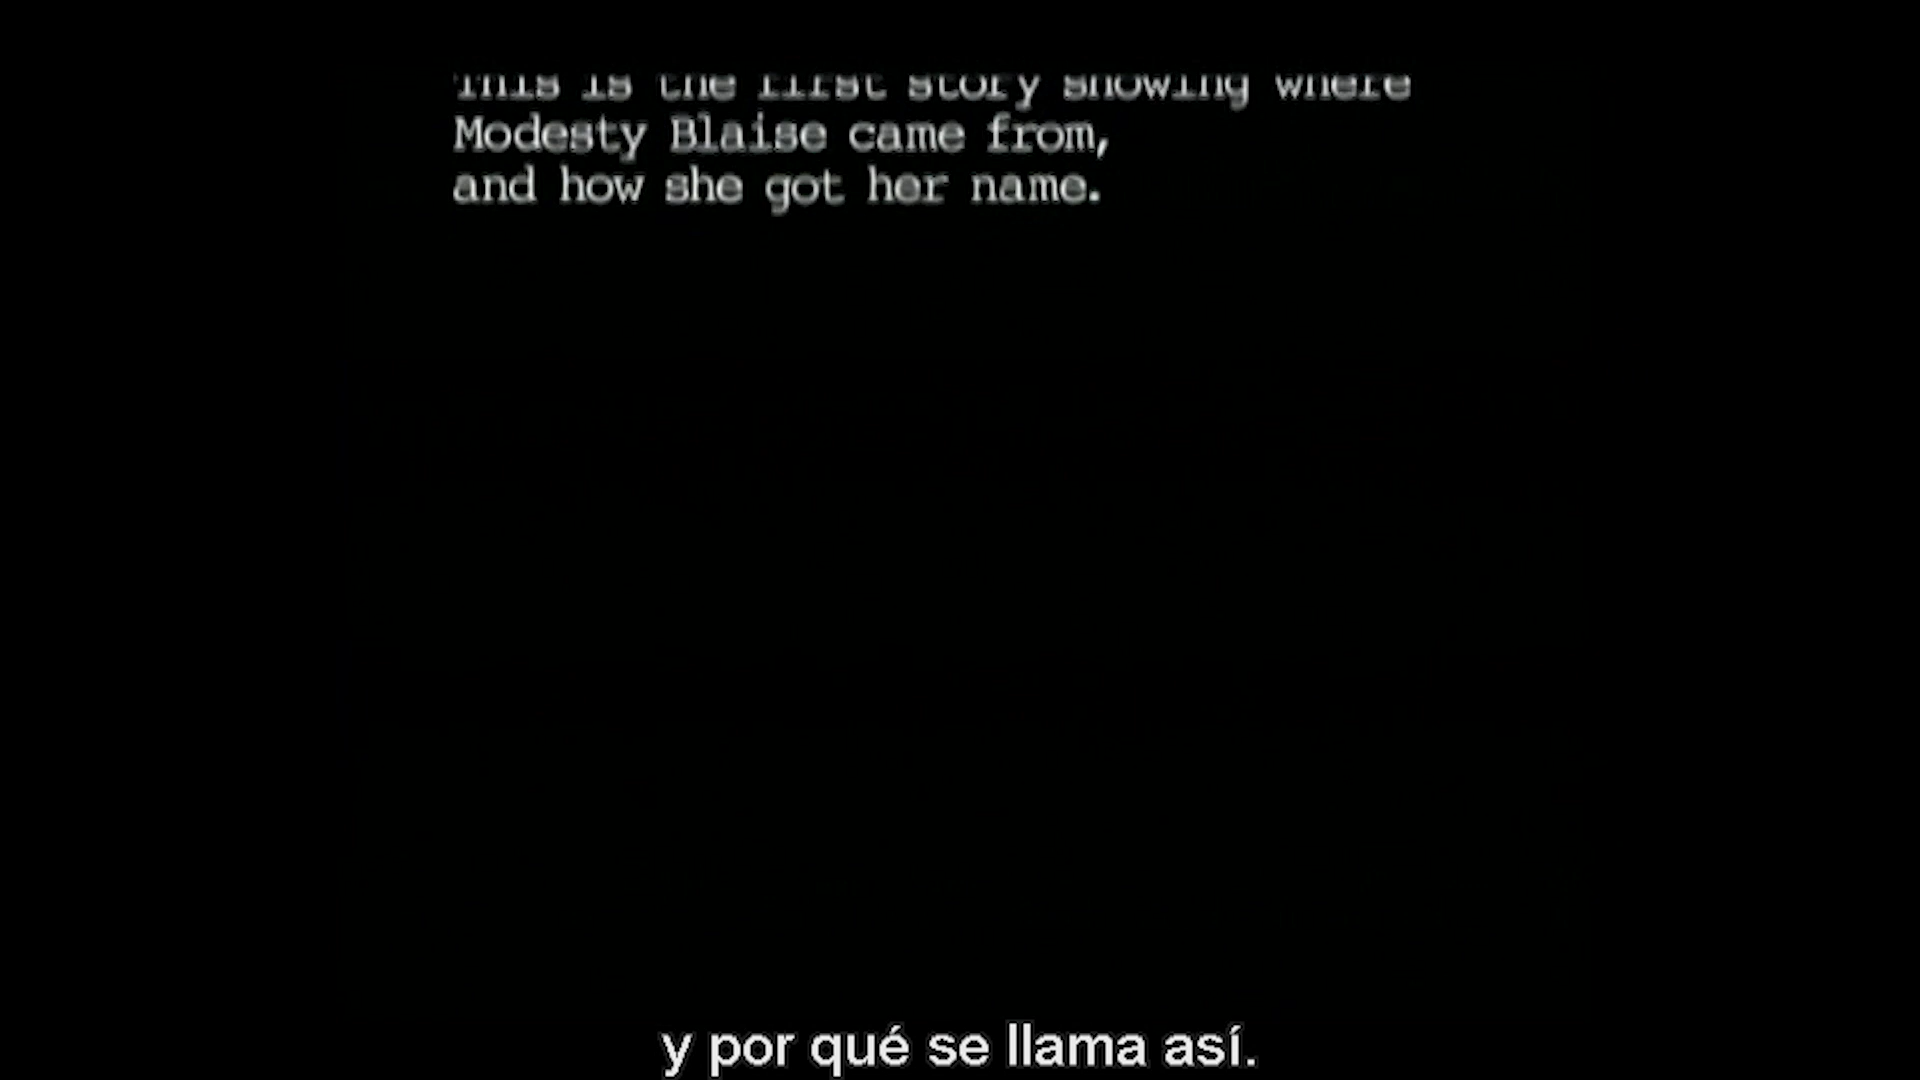 This is the first story showing where
Modesty Blaise came from,
and how she got her name.
y por qué se llama así.